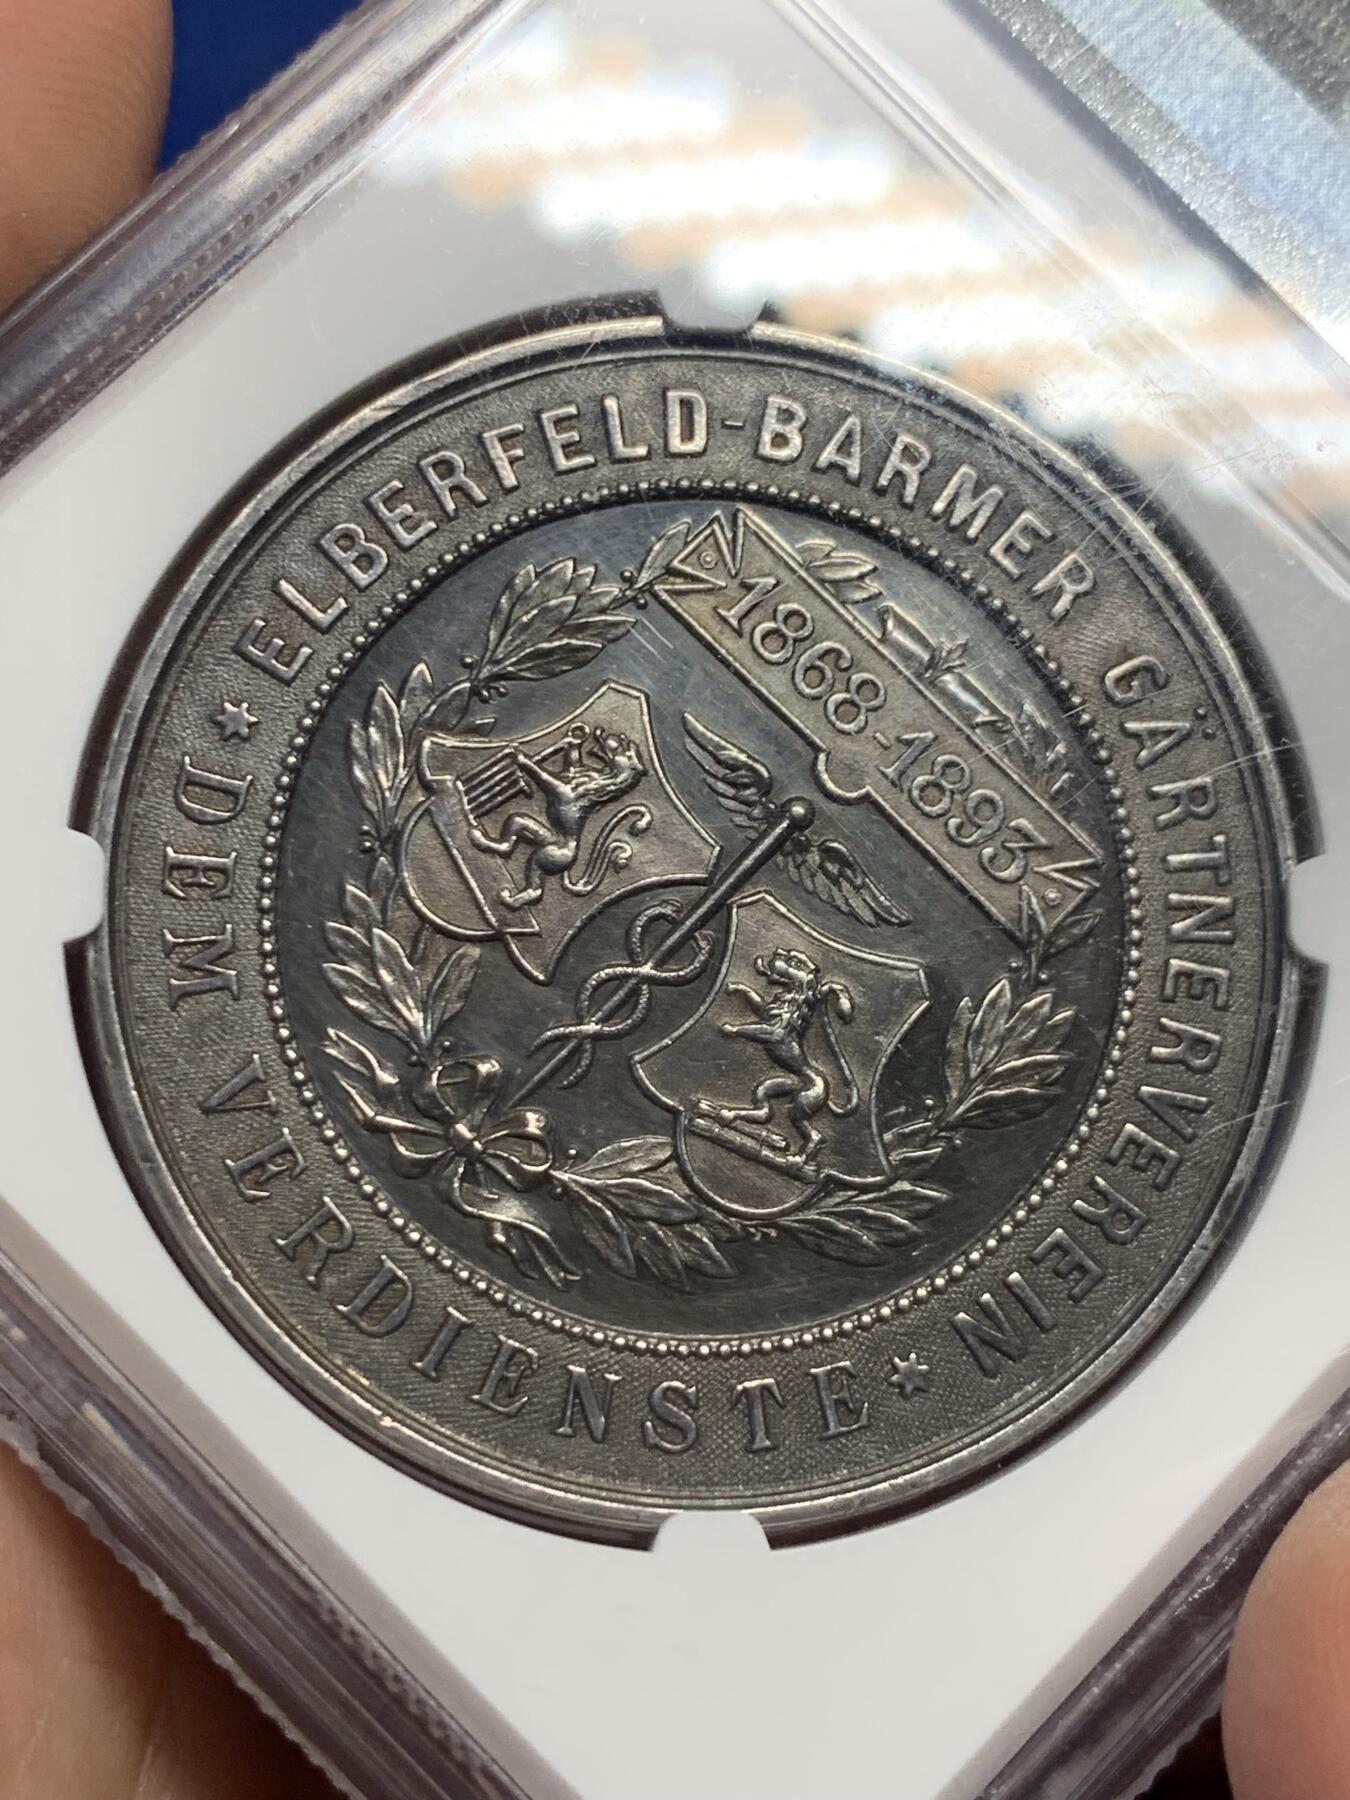 ELBERFELD-BARMER GÄRTNERVEREIN
* DEM VERDIENSTE *
1868-1893